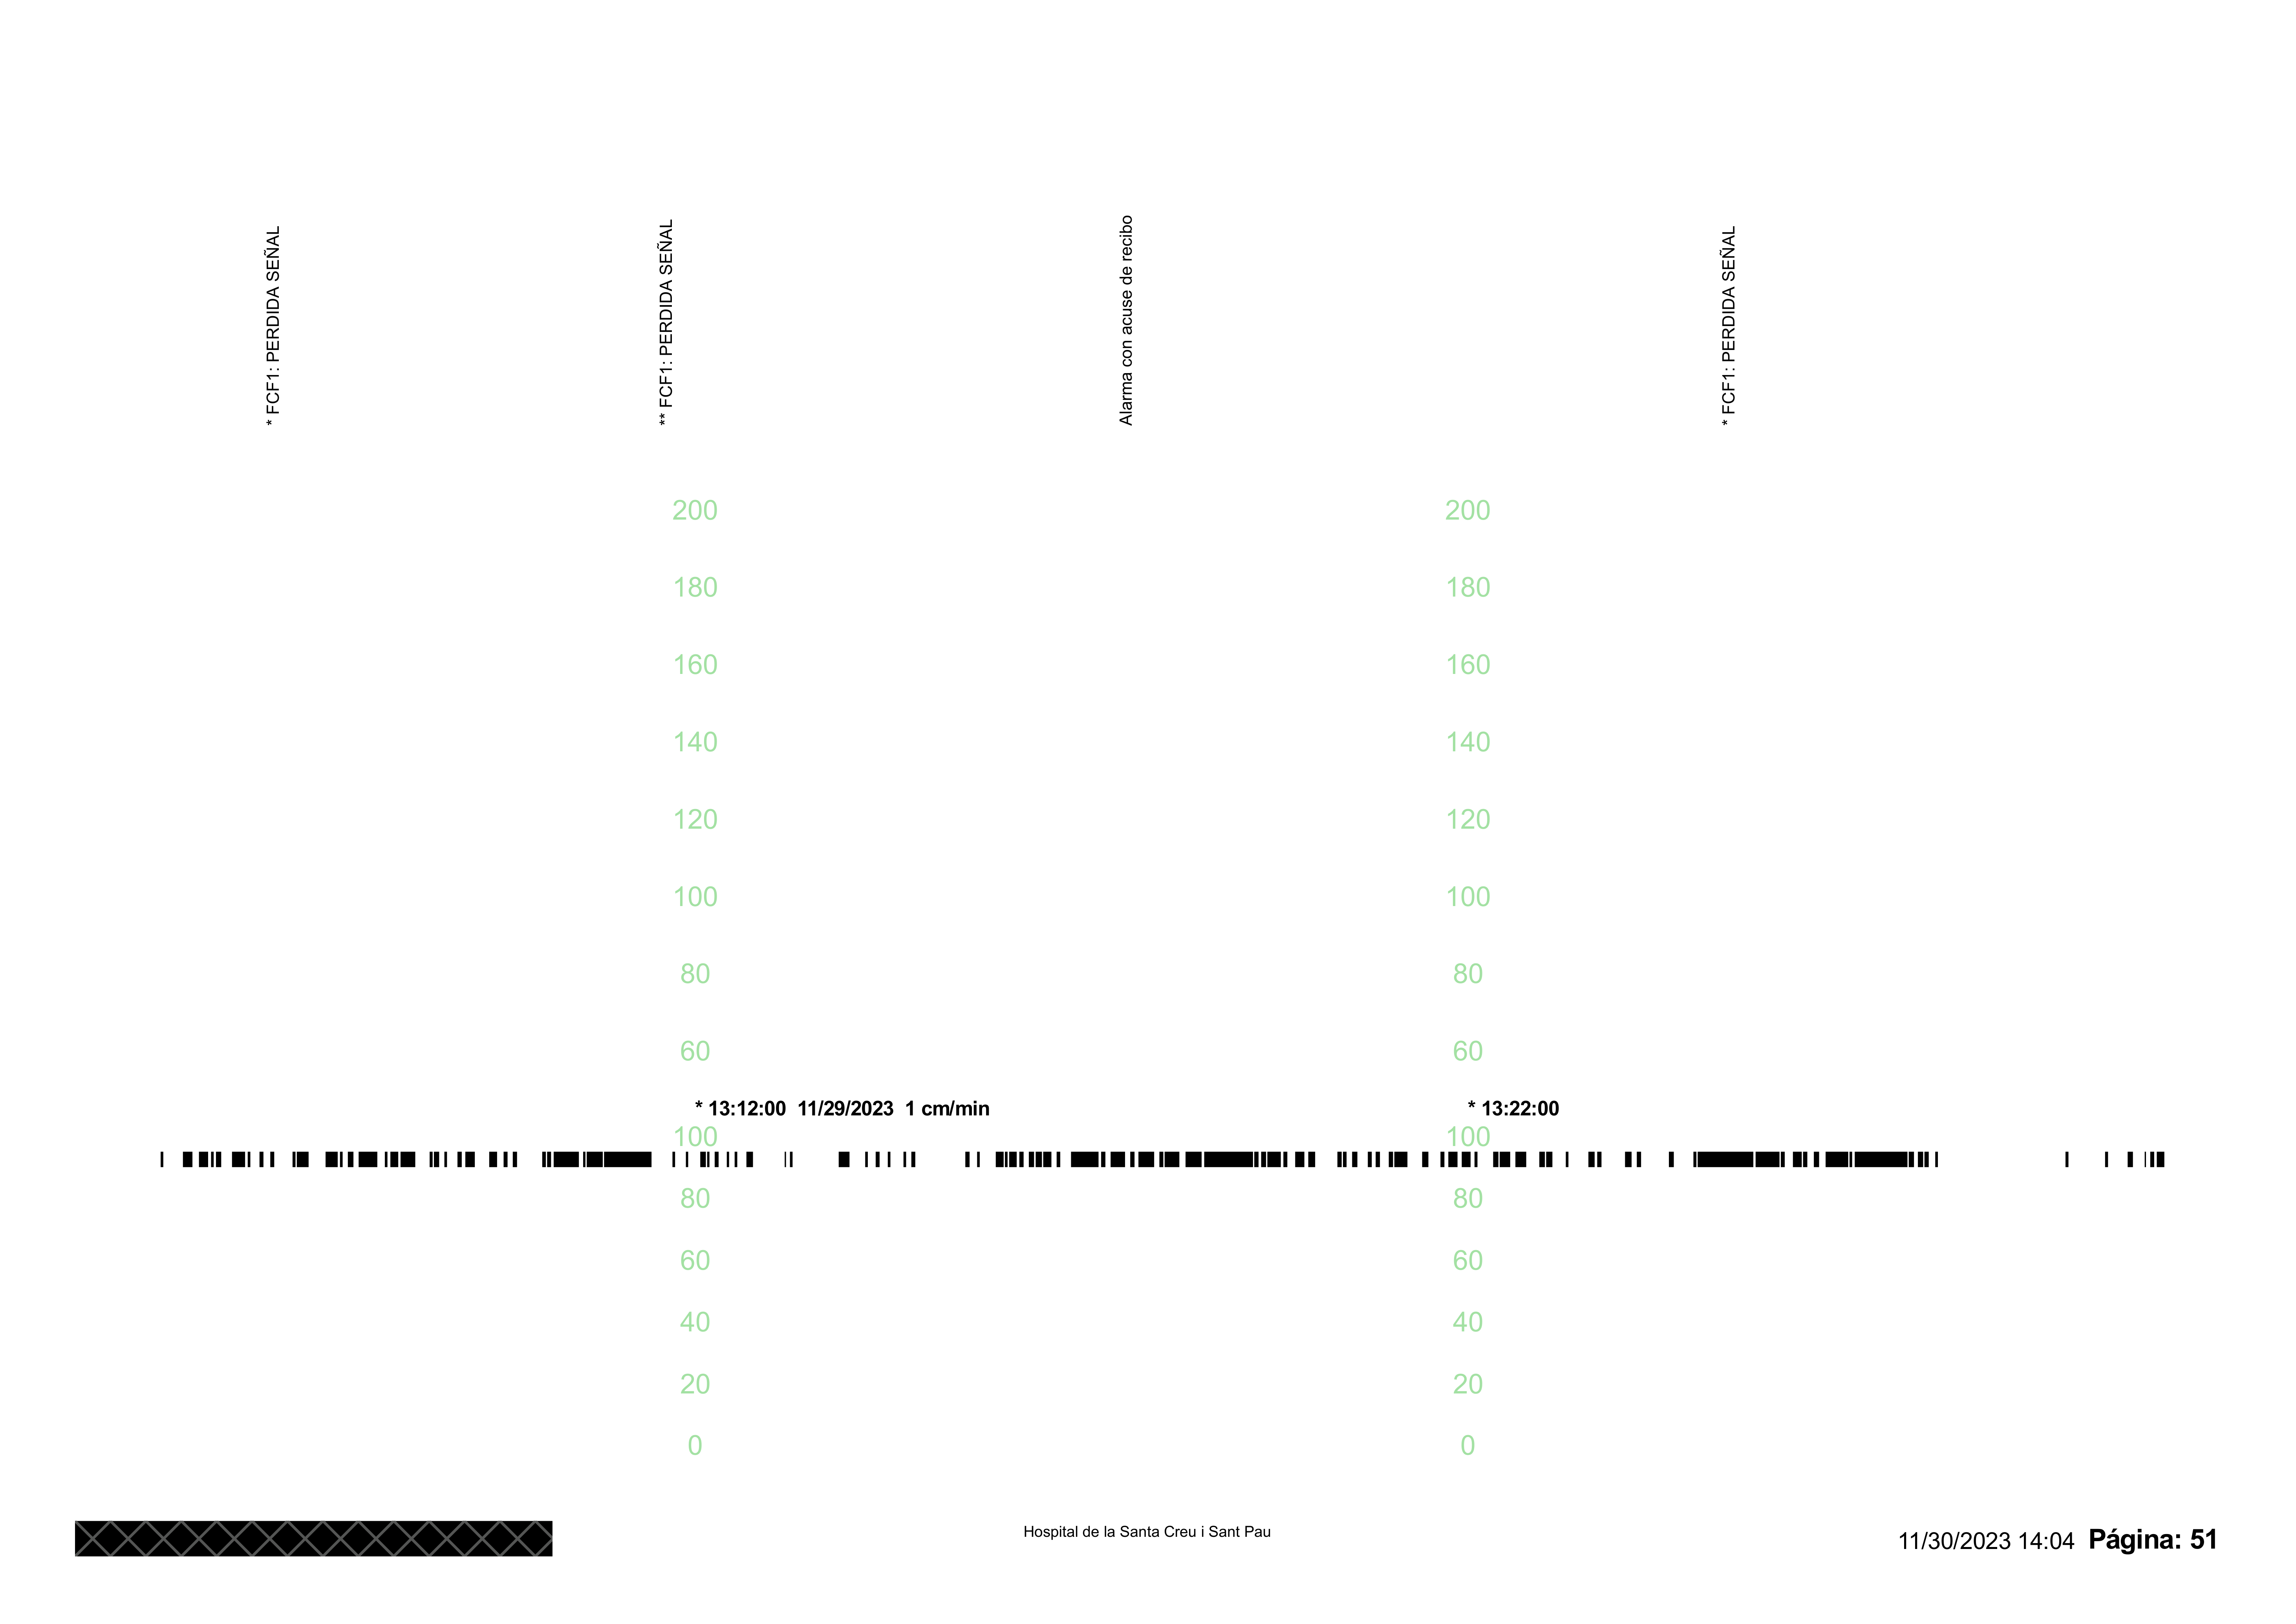 * FCF1: PERDIDA SEÑAL
** FCF1: PERDIDA SEÑAL
Alarma con acuse de recibo
* FCF1: PERDIDA SEÑAL
200 200
180 180
160 160
140 140
120 120
100 100
80 80
60 60
* 13:12:00 11/29/2023 1 cm/min * 13:22:00
100 100
80 80
60 60
40 40
20 20
0 0
Hospital de la Santa Creu i Sant Pau
11/30/2023 14:04 Página: 51